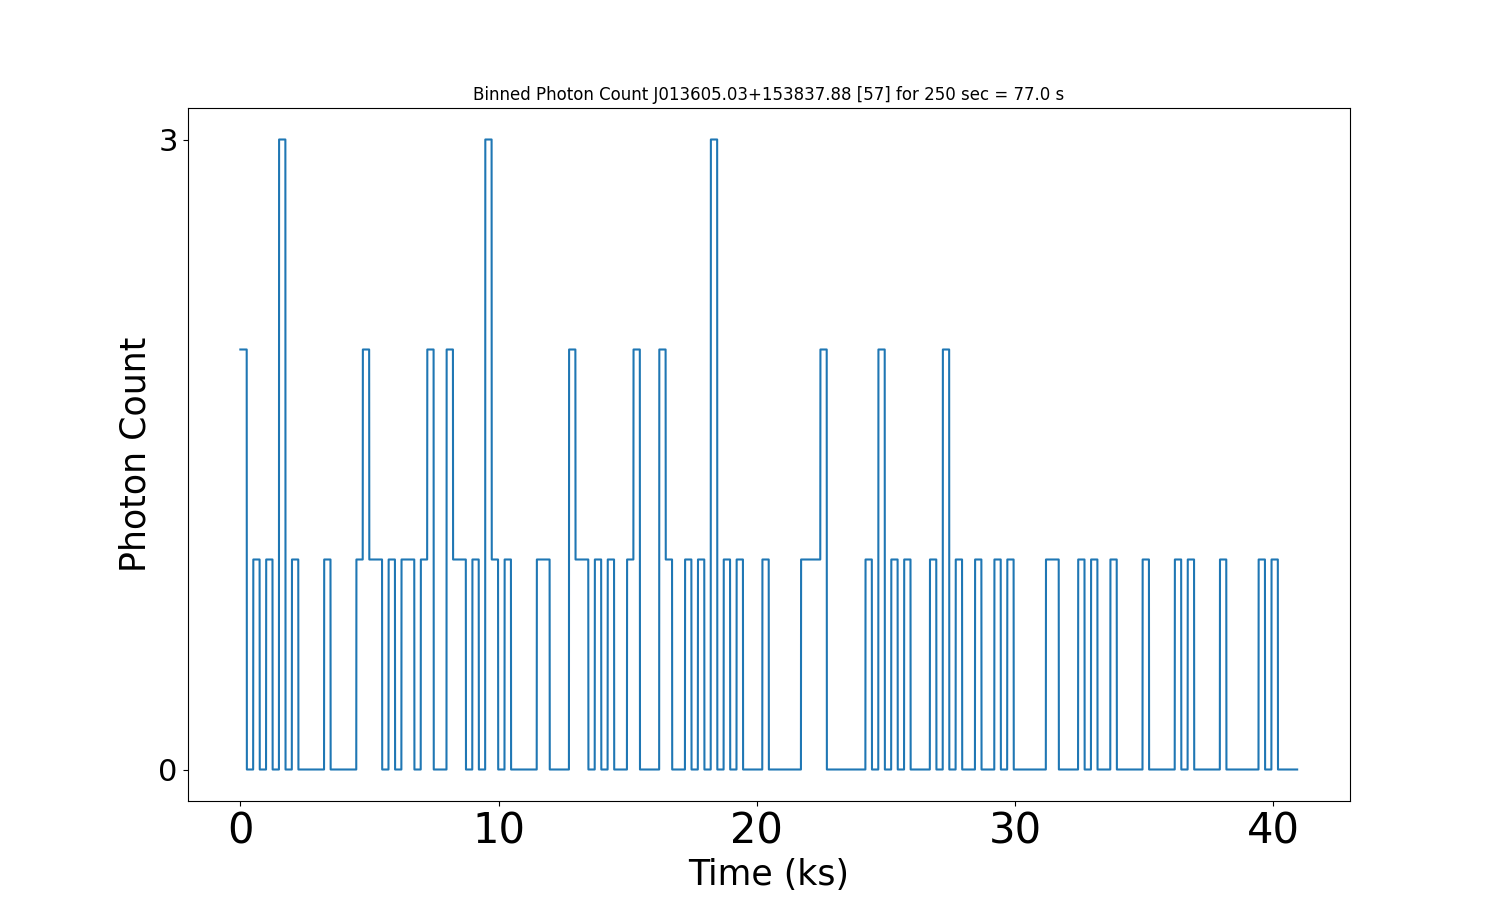 Binned Photon Count J013605.03+153837.88 [57] for 250 sec = 77.0 s
3
Photon Count
0
0 10 20 30 40
Time (ks)